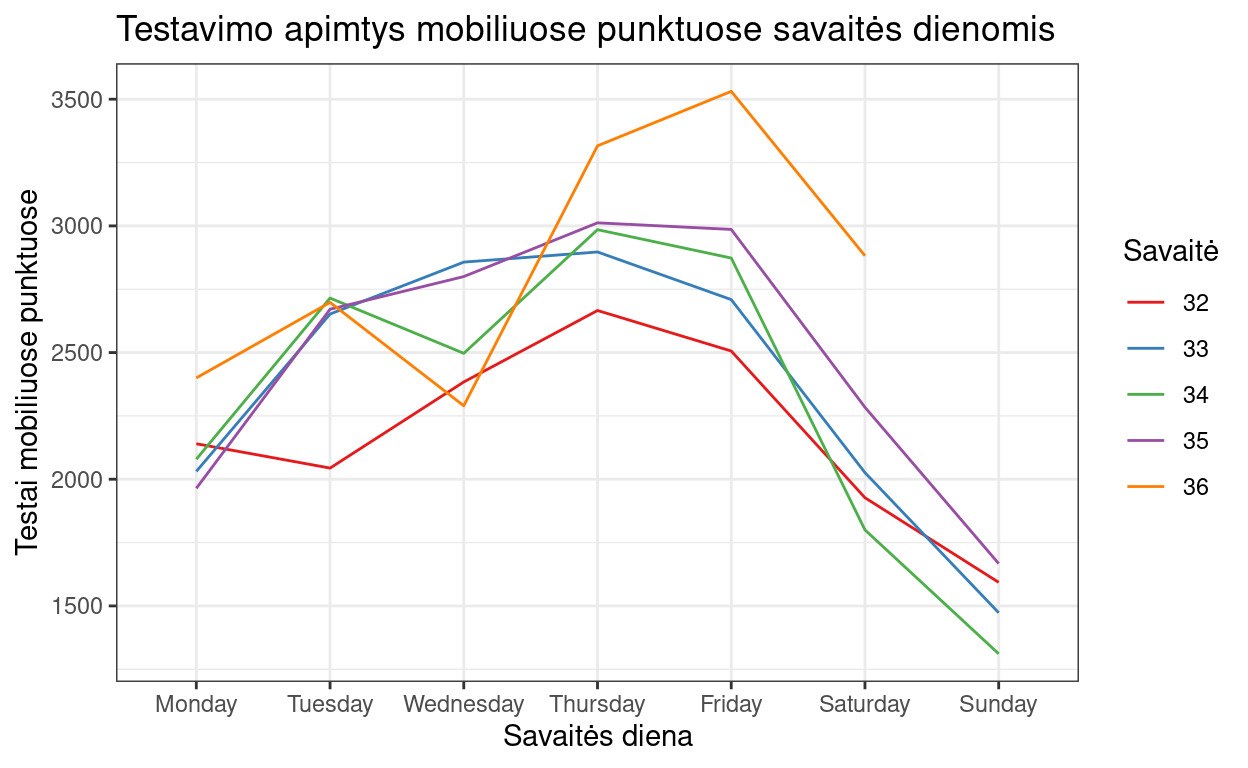 Testavimo apimtys mobiliuose punktuose savaitės dienomis
Testai mobiliuose punktuose
3500
3000
2500
2000
1500
Monday Tuesday Wednesday Thursday Friday Saturday Sunday
Savaitės diena
Savaitė
32
33
34
35
36